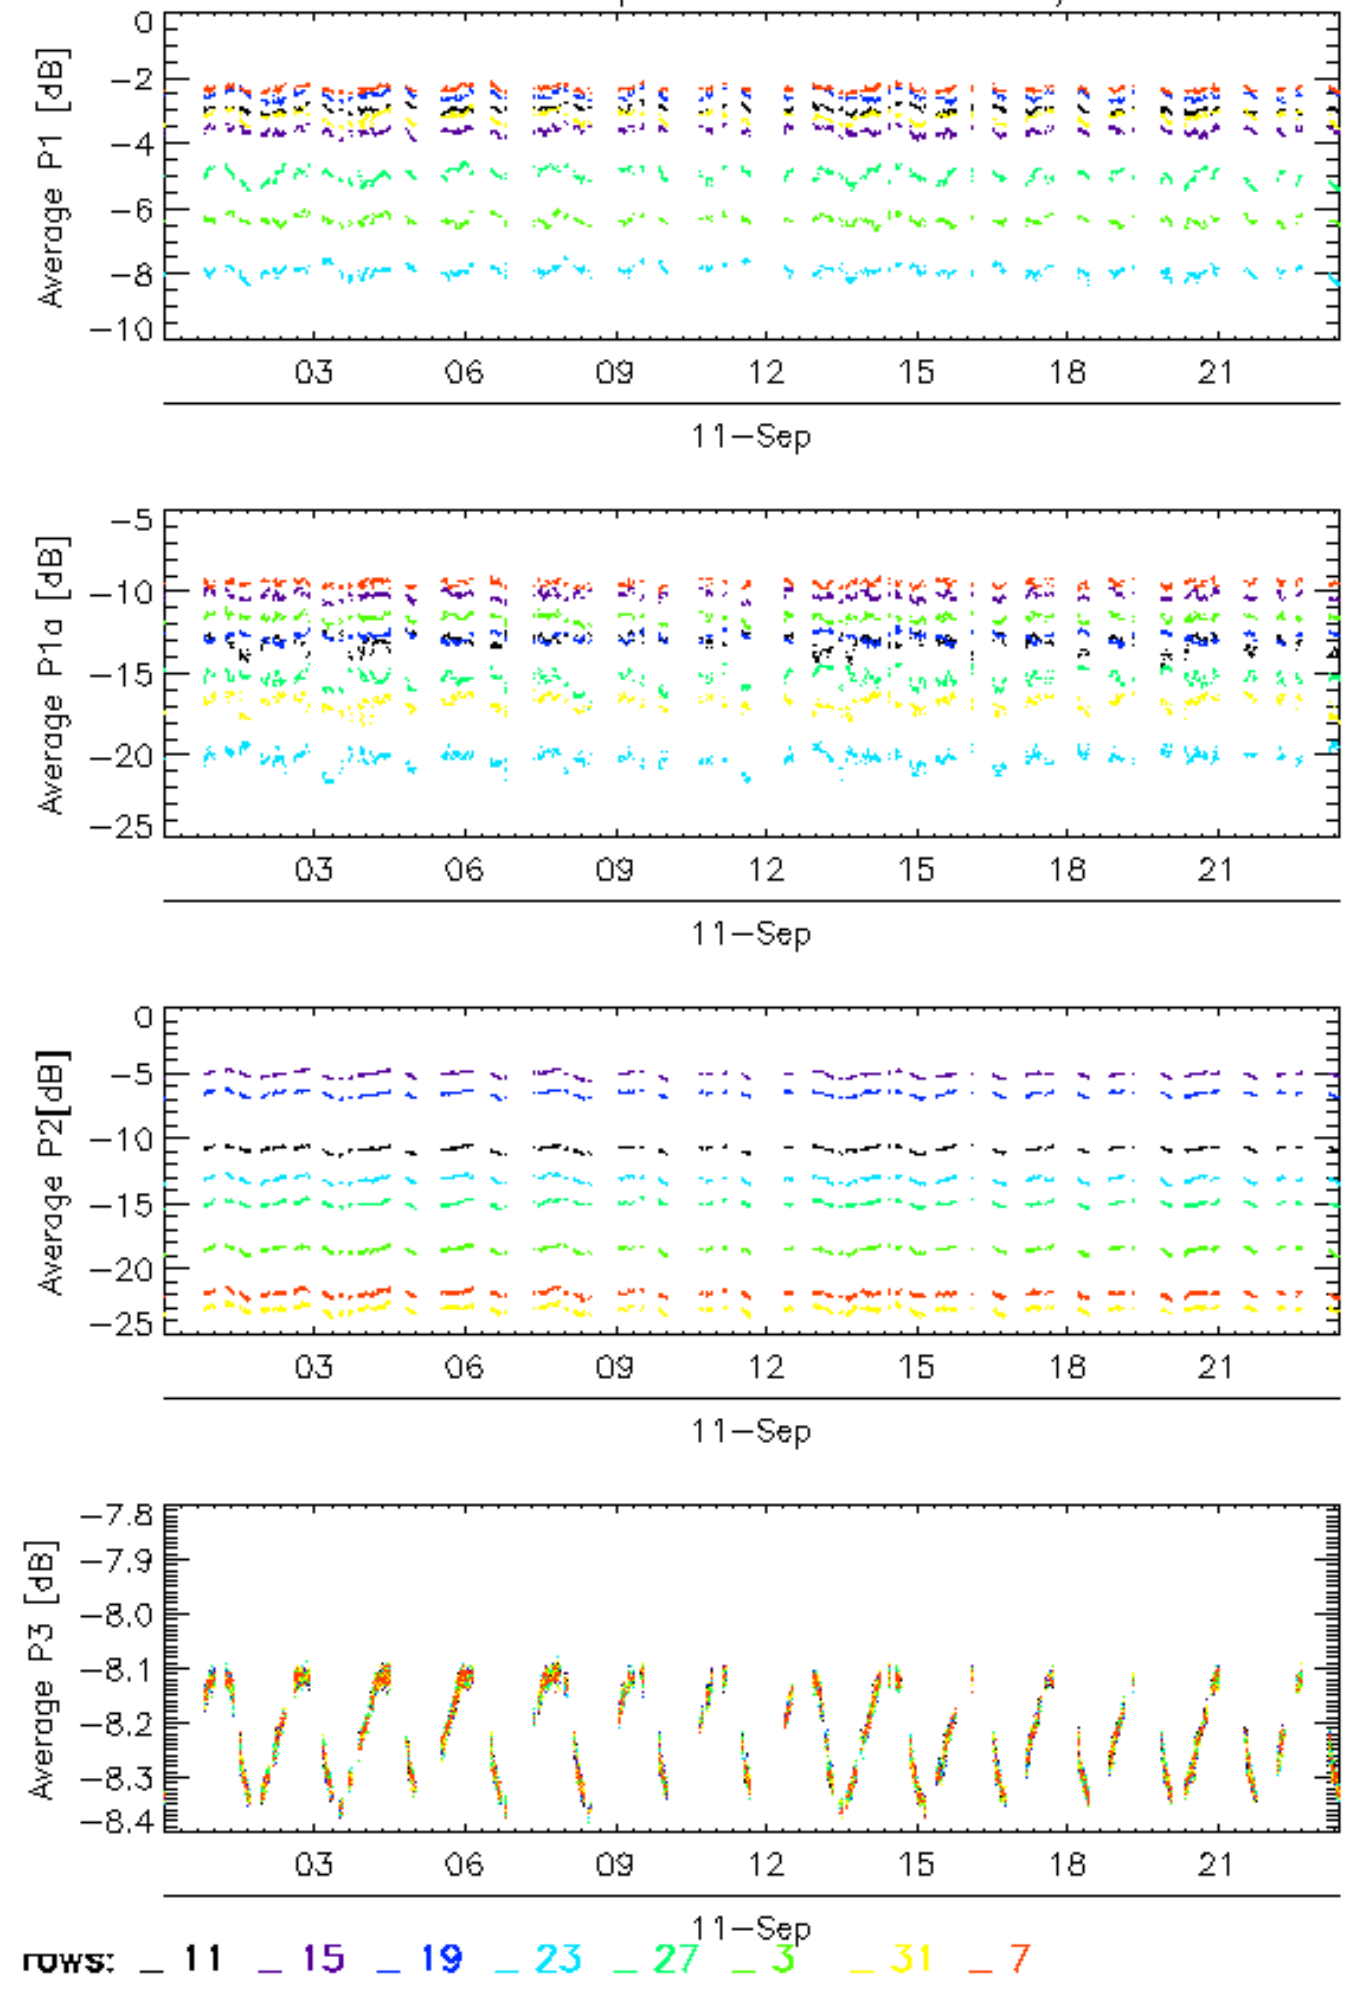 0
−2
−4
−6
−8
−10
Average P1 [dB]
03 06 09 12 15 18 21
11−Sep
−5
−10
−15
−20
−25
Average P1a [dB]
03 06 09 12 15 18 21
11−Sep
0
−5
−10
−15
−20
−25
Average P2[dB]
03 06 09 12 15 18 21
11−Sep
−7.8
−7.9
−8.0
−8.1
−8.2
−8.3
−8.4
Average P3 [dB]
03 06 09 12 15 18 21
11−Sep
rows: _ 11 _ 15 _ 19 _ 23 _ 27 _ 3 _ 31 _ 7